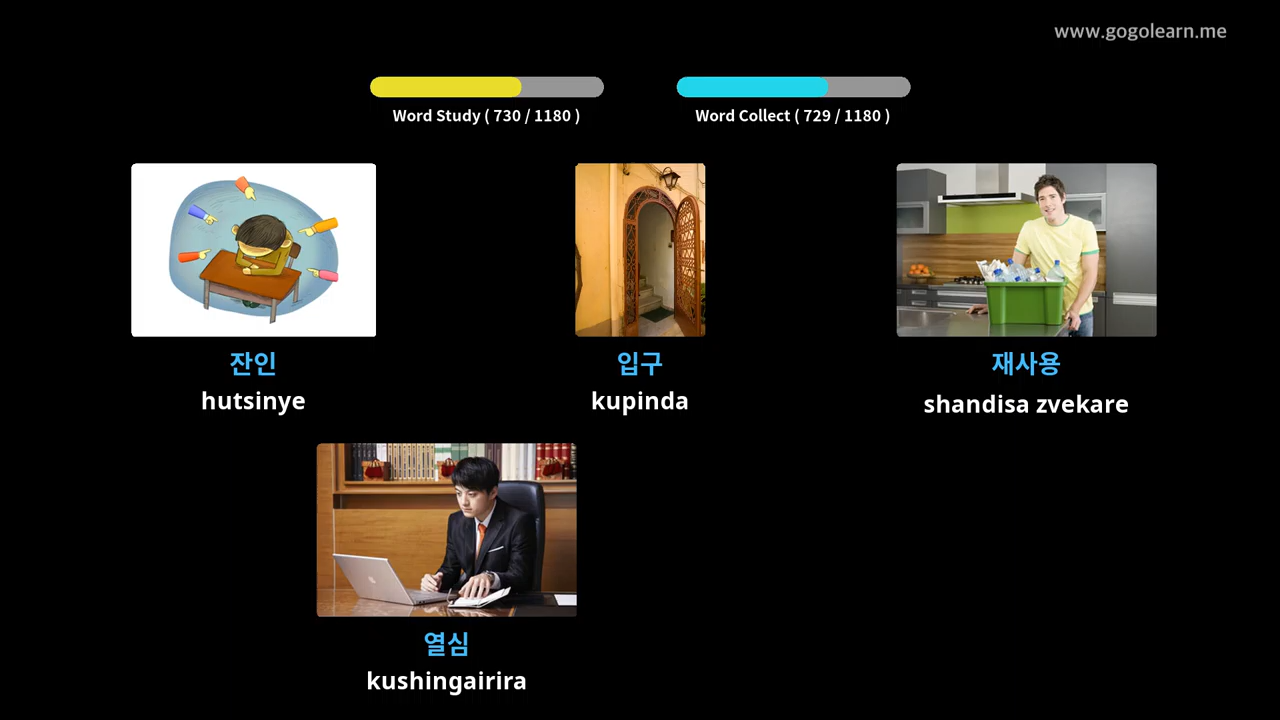 www.gogolearn.me
Word Study ( 730 / 1180 )
Word Collect ( 729 / 1180 )
잔인
hutsinye
입구
kupinda
재사용
shandisa zvekare
열심
kushingairira